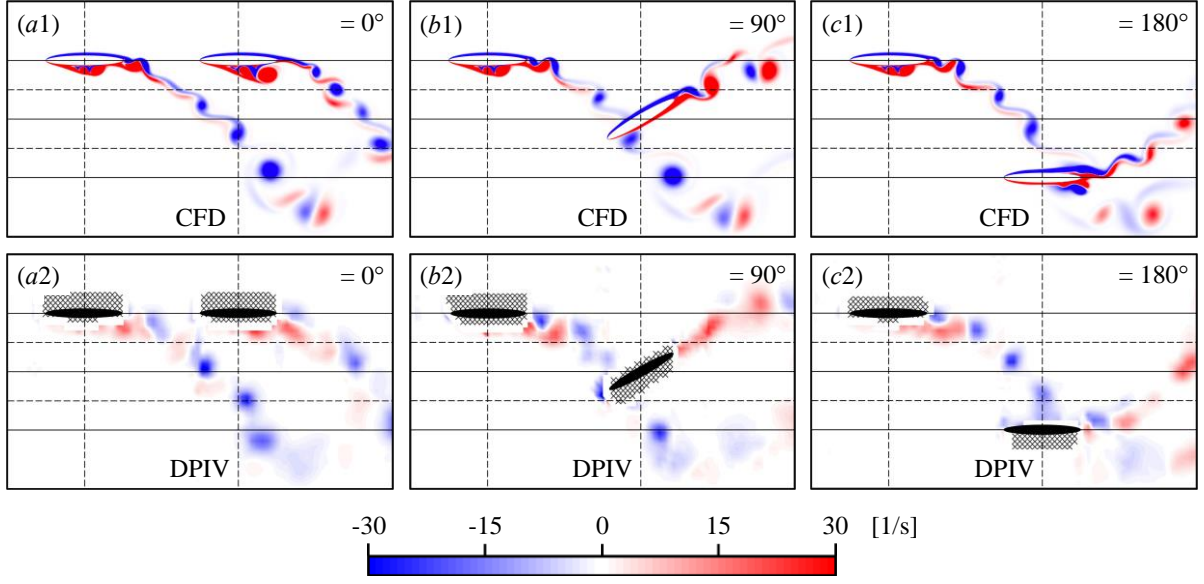 (a1) = 0°
CFD
(b1) = 90°
CFD
(c1) = 180°
CFD
(a2) = 0°
DPIV
(b2) = 90°
DPIV
(c2) = 180°
DPIV
-30 -15 0 15 30 [1/s]